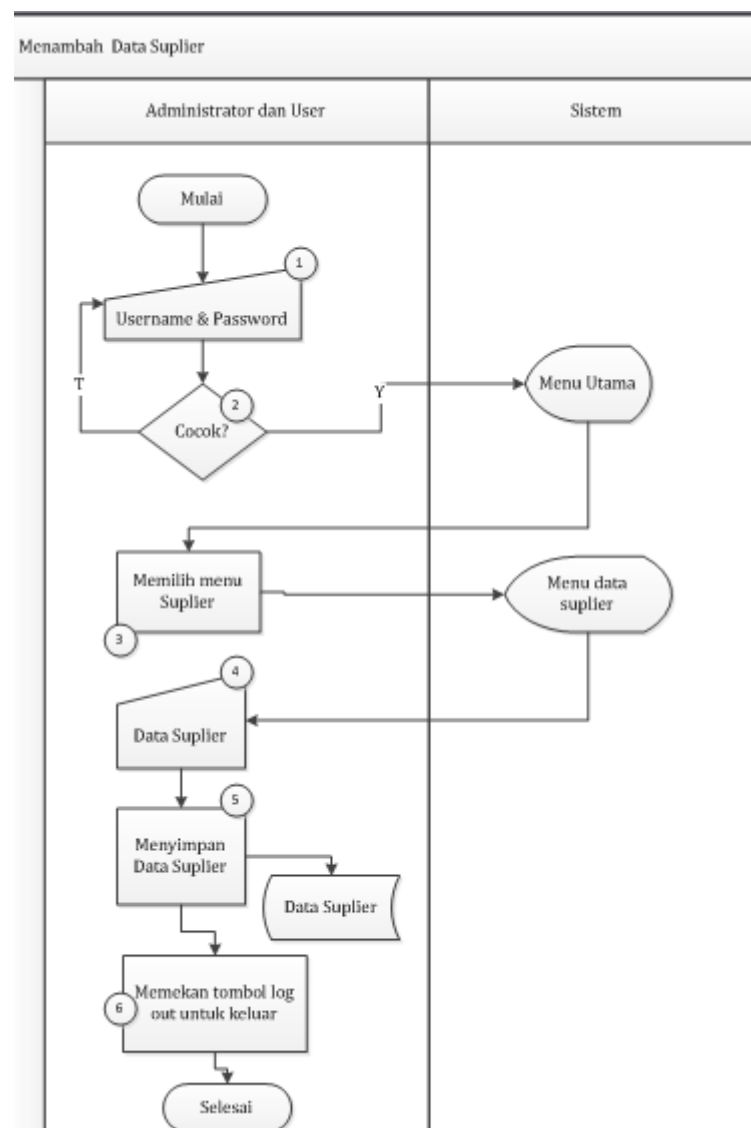 Menambah Data Suplier
Administrator dan User
Sistem
Mulai
1
Username & Password
T
2
Cocok?
Y
Menu Utama
Memilih menu
Suplier
3
Menu data
suplier
4
Data Suplier
5
Menyimpan
Data Suplier
Data Suplier
Memekan tombol log
out untuk keluar
6
Selesai